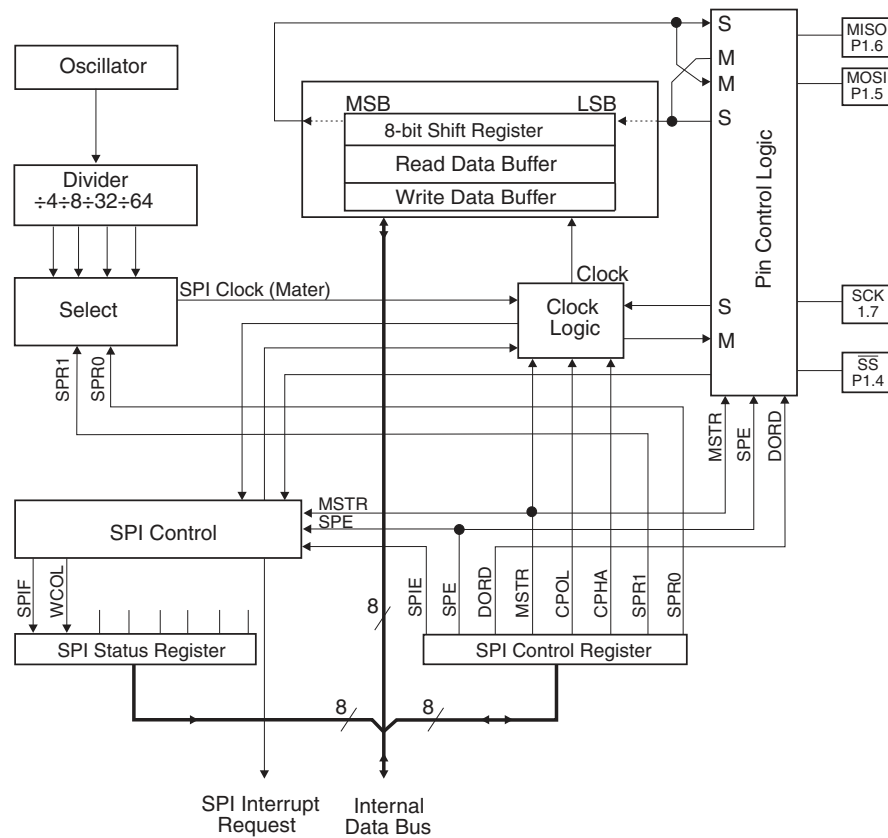 Oscillator
Divider
÷4÷8÷32÷64
Select
SPI Clock (Mater)
SPR1
SPR0
MSB
LSB
8-bit Shift Register
Read Data Buffer
Write Data Buffer
Clock
Clock
Logic
S
M
M
S
S
M
Pin Control Logic
MISO
P1.6
MOSI
P1.5
SCK
1.7
SS
P1.4
MSTR
SPE
DORD
SPI Control
MSTR
SPE
SPIF
WCOL
SPIE
SPE
DORD
MSTR
CPOL
CPHA
SPR1
SPR0
8
SPI Status Register
SPI Control Register
8
8
SPI Interrupt
Request
Internal
Data Bus